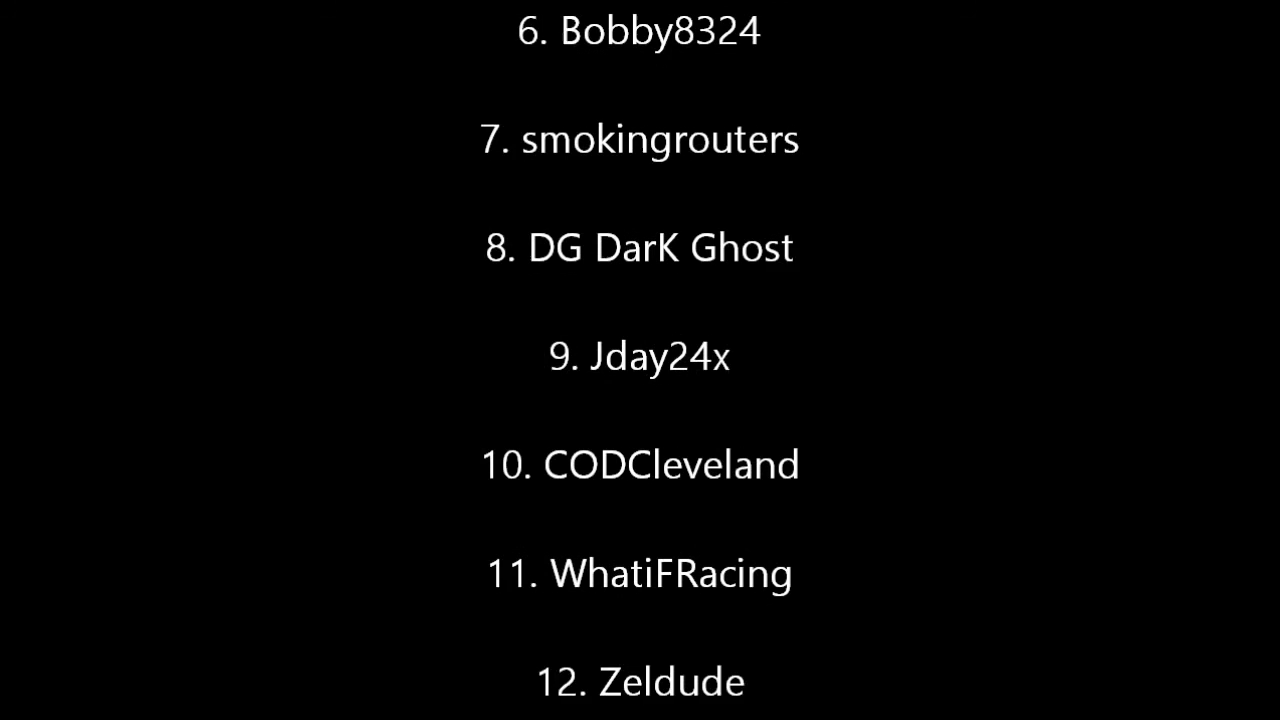 6. Bobby8324
7. smokingrouters
8. DG DarK Ghost
9. Jday24x
10. CODCleveland
11. WhatiFRacing
12. Zeldude